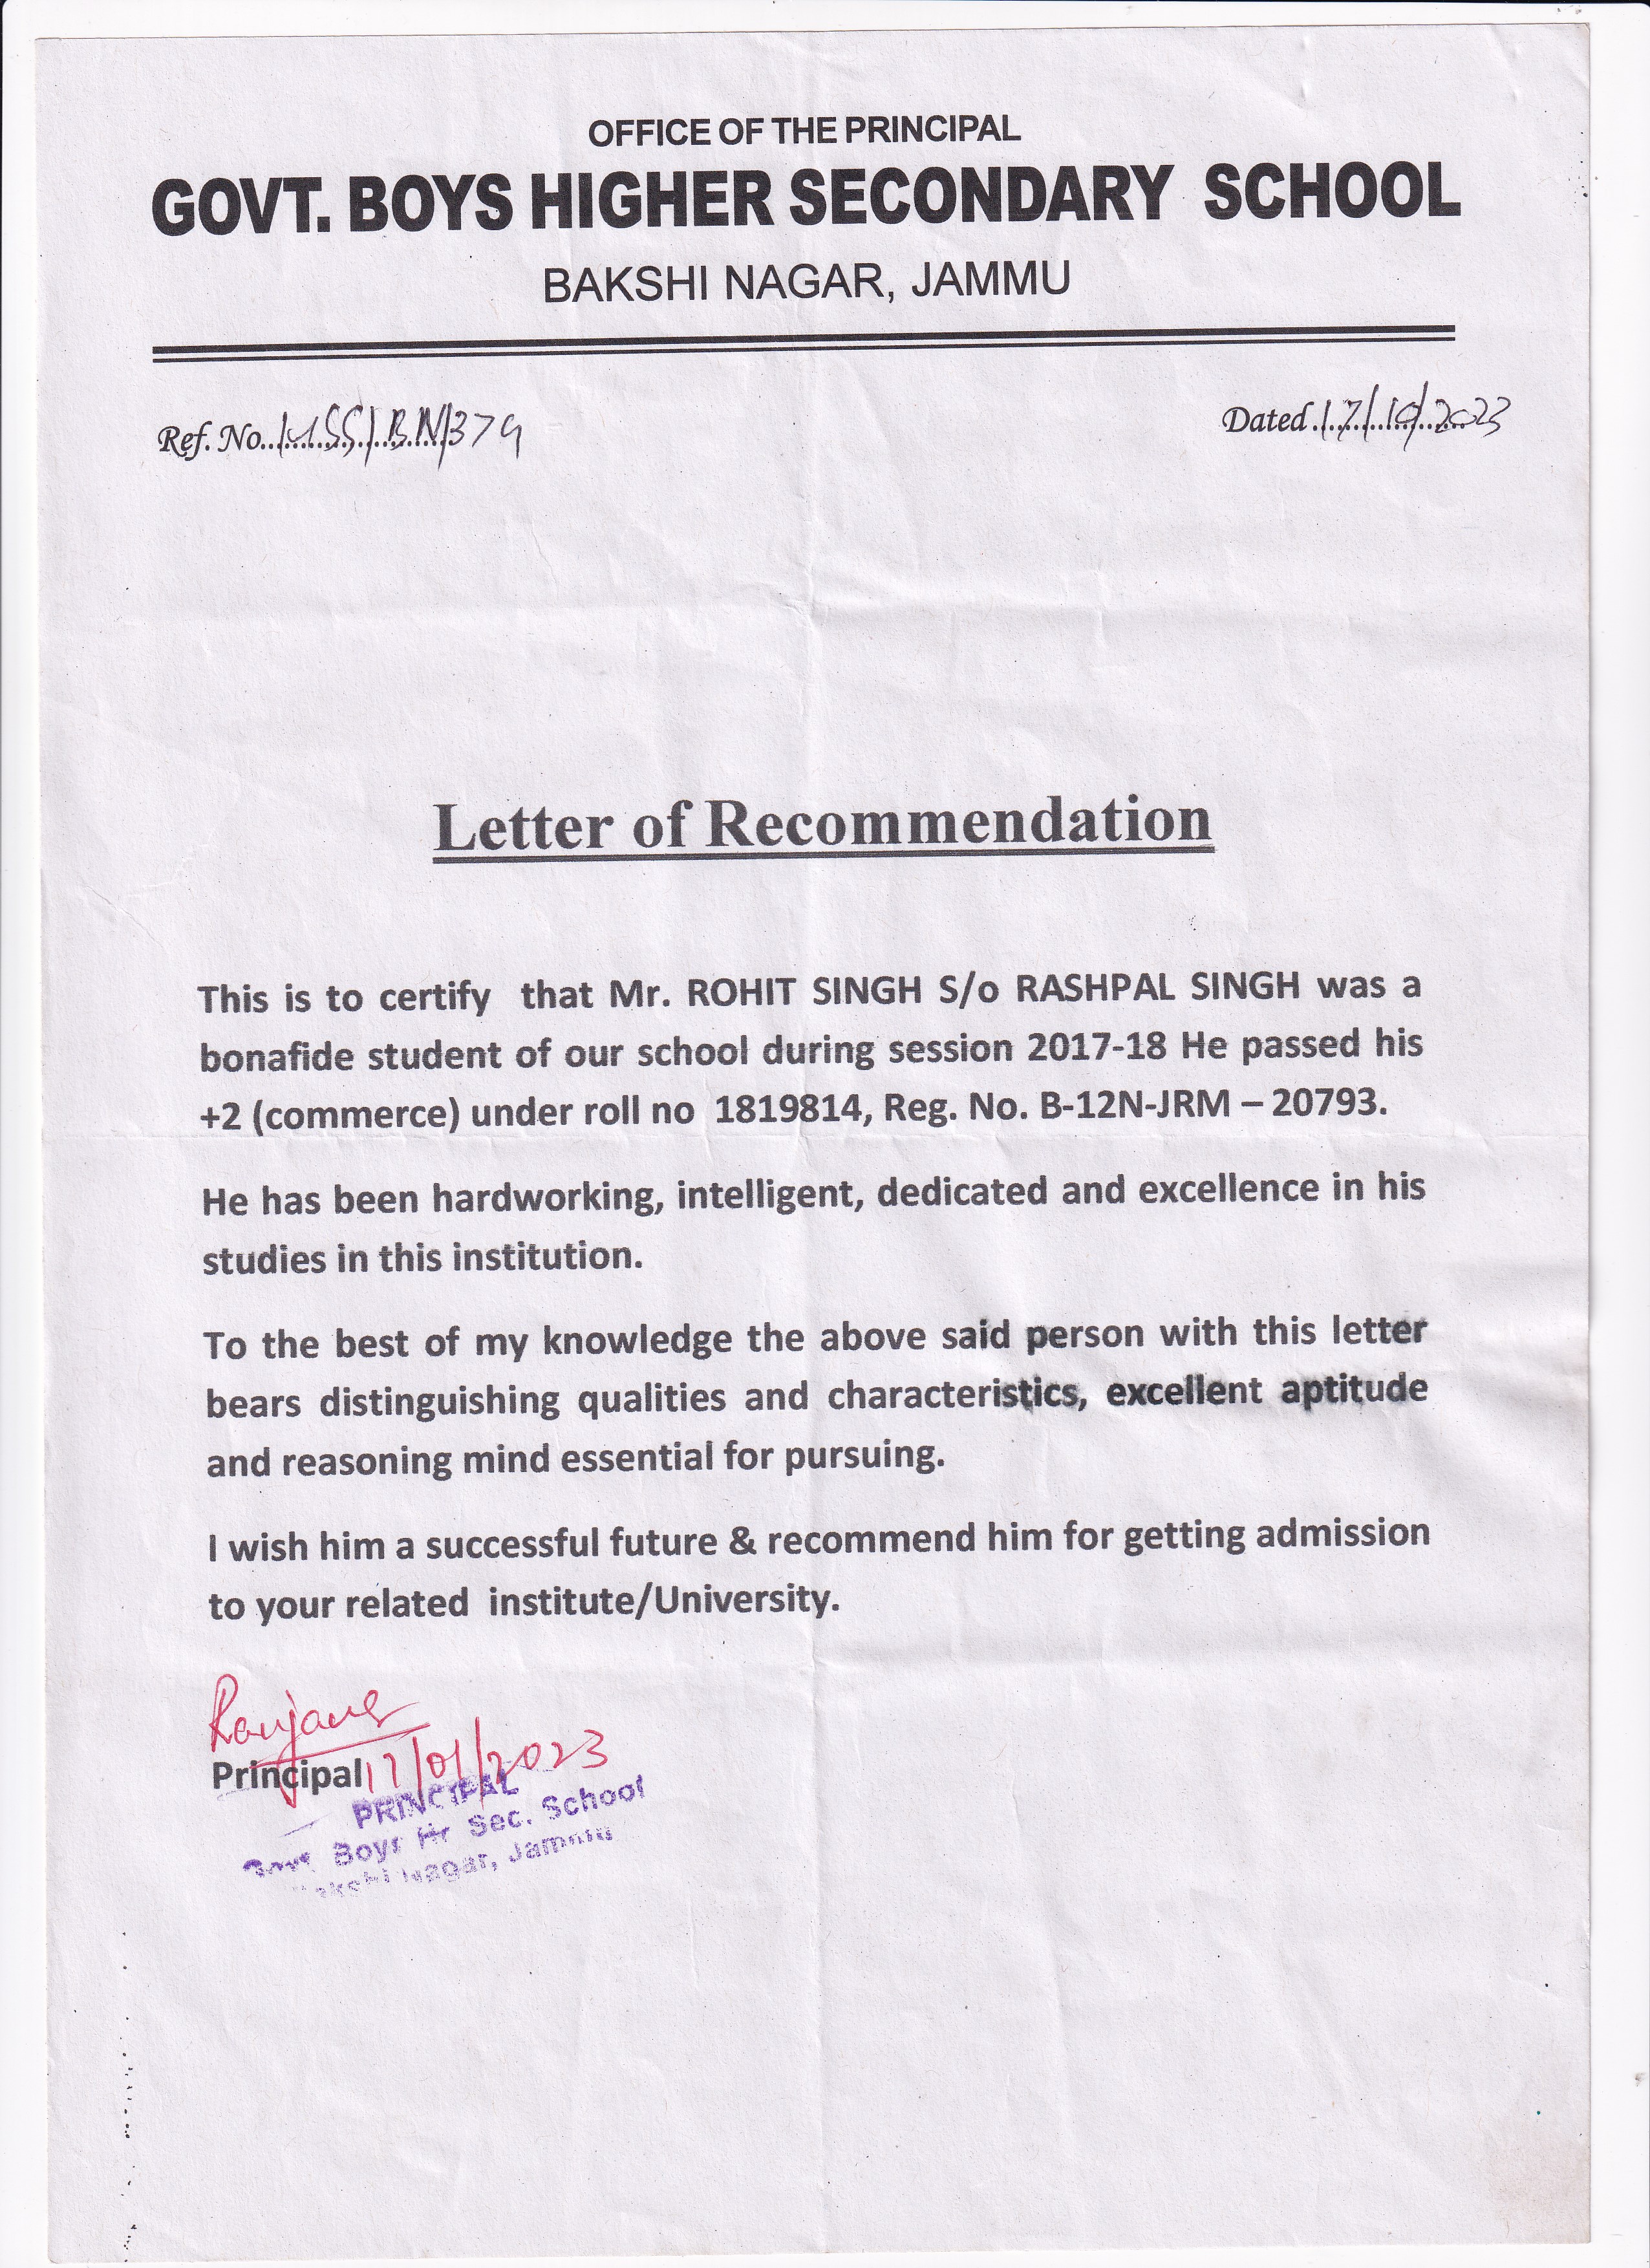 OFFICE OF THE PRINCIPAL
GOVT. BOYS HIGHER SECONDARY SCHOOL
BAKSHI NAGAR, JAMMU
Ref. No. HSS/BN/379
Dated 17/10/2023
Letter of Recommendation
This is to certify that Mr. ROHIT SINGH S/o RASHPAL SINGH was a
bonafide student of our school during session 2017-18 He passed his
+2 (commerce) under roll no 1819814, Reg. No. B-12N-JRM – 20793.
He has been hardworking, intelligent, dedicated and excellence in his
studies in this institution.
To the best of my knowledge the above said person with this letter
bears distinguishing qualities and characteristics, excellent aptitude
and reasoning mind essential for pursuing.
I wish him a successful future & recommend him for getting admission
to your related institute/University.
Principal 17/01/2023
PRINCIPAL
Govt. Boys Hr Sec. School
Bakshi Nagar, Jammu